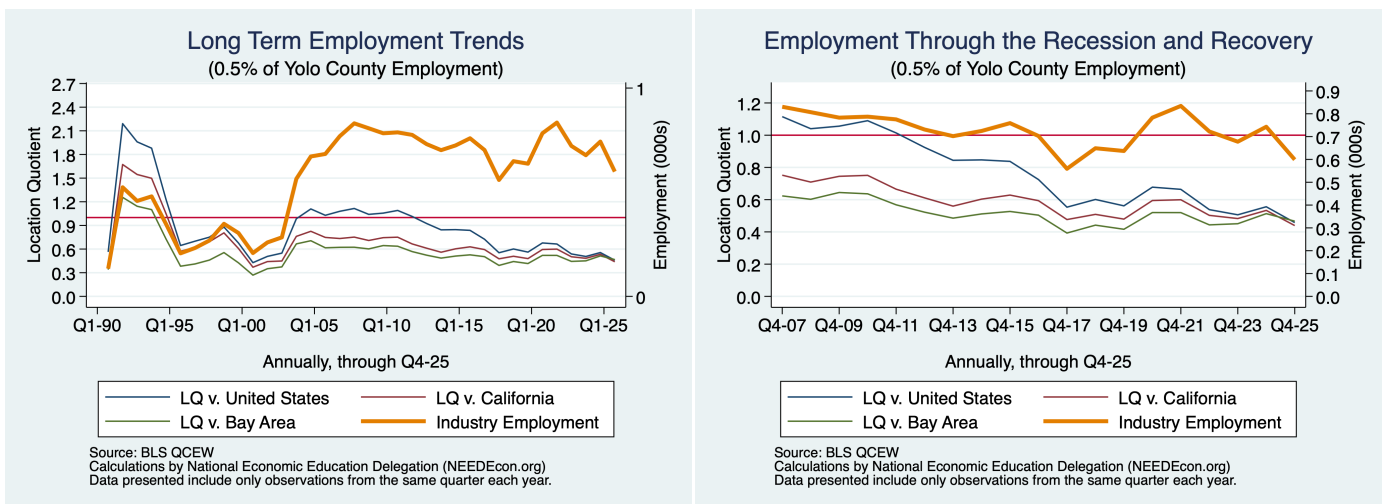 Long Term Employment Trends
(0.5% of Yolo County Employment)
2.7
2.4
2.1
1.8
1.5
1.2
0.9
0.6
0.3
0.0
Location Quotient
1
0
Employment (000s)
Q1-90 Q1-95 Q1-00 Q1-05 Q1-10 Q1-15 Q1-20 Q1-25
Annually, through Q4-25
LQ v. United States LQ v. California
LQ v. Bay Area Industry Employment
Source: BLS QCEW
Calculations by National Economic Education Delegation (NEEDEcon.org)
Data presented include only observations from the same quarter each year.
Employment Through the Recession and Recovery
(0.5% of Yolo County Employment)
1.2
1.0
0.8
0.6
0.4
0.2
0.0
Location Quotient
0.9
0.8
0.7
0.6
0.5
0.4
0.3
0.2
0.1
0.0
Employment (000s)
Q4-07 Q4-09 Q4-11 Q4-13 Q4-15 Q4-17 Q4-19 Q4-21 Q4-23 Q4-25
Annually, through Q4-25
LQ v. United States LQ v. California
LQ v. Bay Area Industry Employment
Source: BLS QCEW
Calculations by National Economic Education Delegation (NEEDEcon.org)
Data presented include only observations from the same quarter each year.